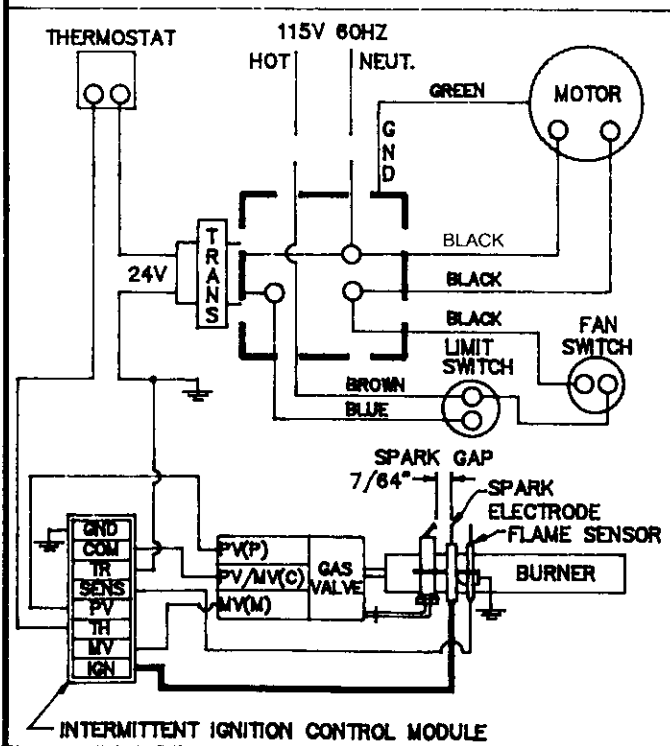 THERMOSTAT
115V 60HZ
HOT
NEUT.
GREEN
GND
MOTOR
TRANS
24V
BLACK
BLACK
BLACK
LIMIT
SWITCH
FAN
SWITCH
BROWN
BLUE
SPARK GAP
7/64"
SPARK
ELECTRODE
FLAME SENSOR
GND
COM
TR
SENS
PV
TH
MV
IGN
PV(P)
PV/MV(C)
MV(M)
GAS
VALVE
BURNER
INTERMITTENT IGNITION CONTROL MODULE